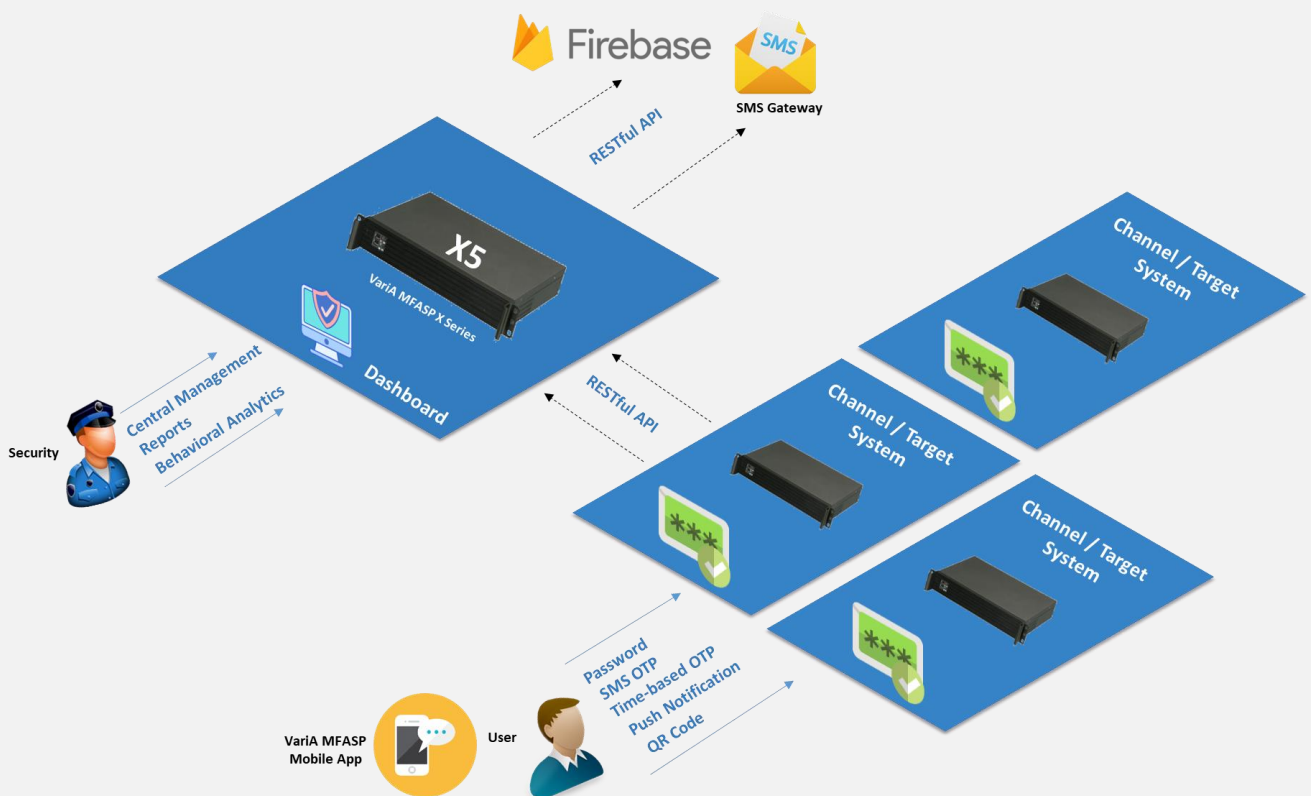 Firebase
SMS
SMS Gateway
RESTful API
X5
VariA MFASP X Series
Dashboard
Channel / Target
System
Central Management
Reports
Behavioral Analytics
Security
RESTful API
Channel / Target
System
***
Channel / Target
System
***
***
Password
SMS OTP
Time-based OTP
Push Notification
QR Code
VariA MFASP
Mobile App
User